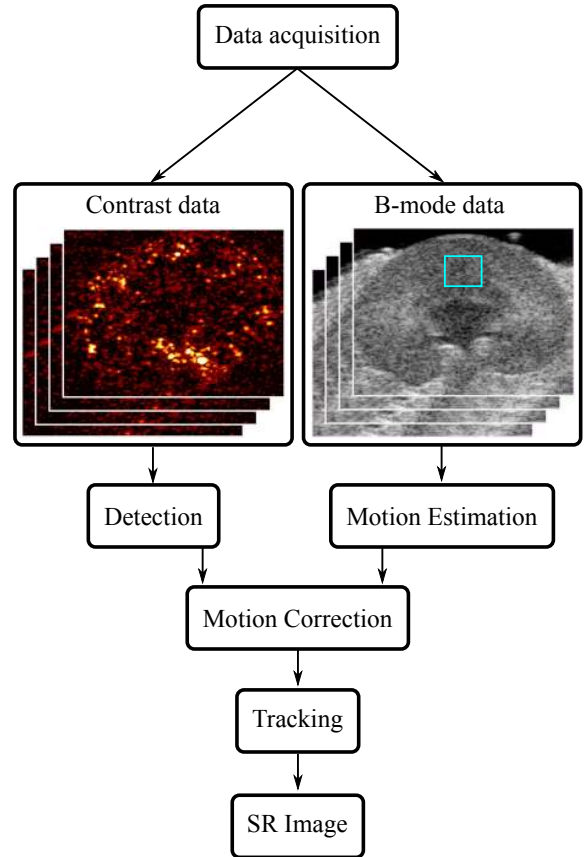 Data acquisition
Contrast data
B-mode data
Detection
Motion Estimation
Motion Correction
Tracking
SR Image